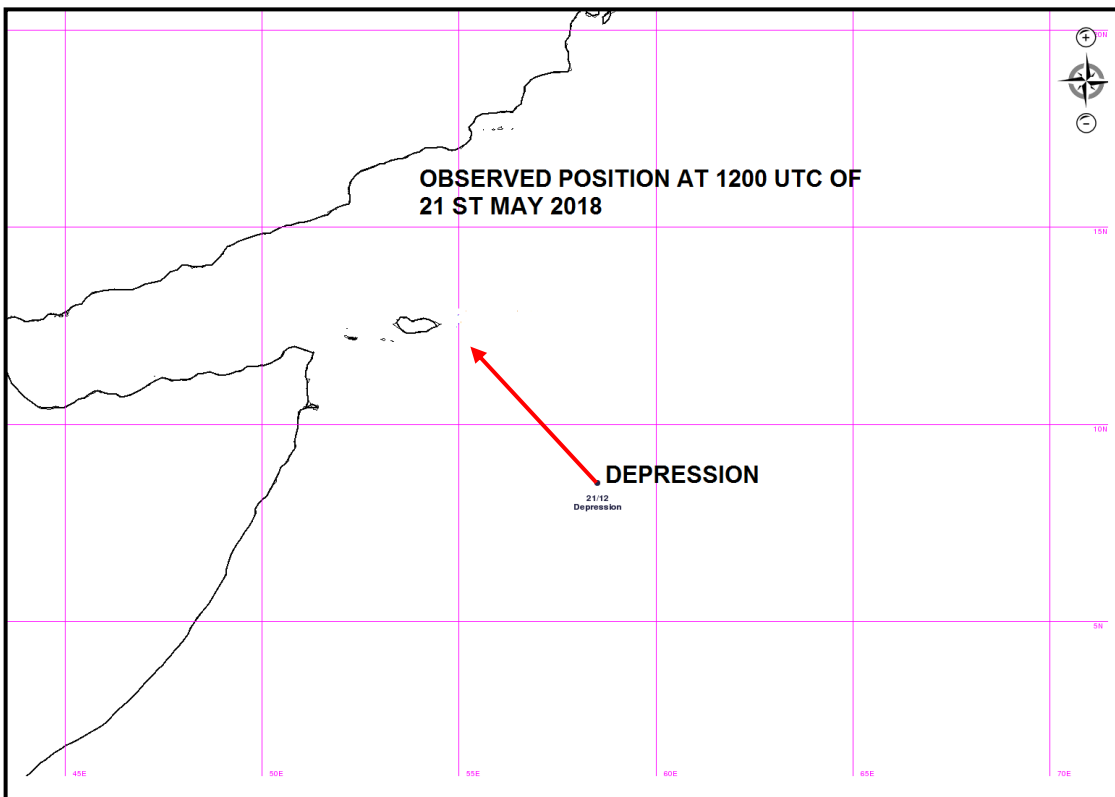 20N
OBSERVED POSITION AT 1200 UTC OF
21 ST MAY 2018
15N
10N
DEPRESSION
21/12
Depression
5N
45E 50E 55E 60E 65E 70E